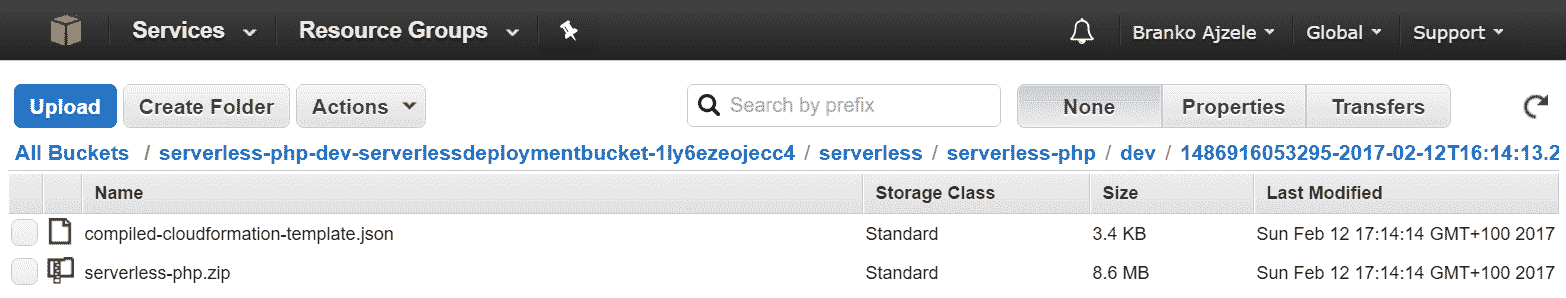 Services Resource Groups Branko Ajzele Global Support
Upload Create Folder Actions Search by prefix None Properties Transfers
All Buckets / serverless-php-dev-serverlessdeploymentbucket-1ly6ezeojecc4 / serverless / serverless-php / dev / 1486916053295-2017-02-12T16:14:13.2
Name Storage Class Size Last Modified
compiled-cloudformation-template.json Standard 3.4 KB Sun Feb 12 17:14:14 GMT+100 2017
serverless-php.zip Standard 8.6 MB Sun Feb 12 17:14:14 GMT+100 2017